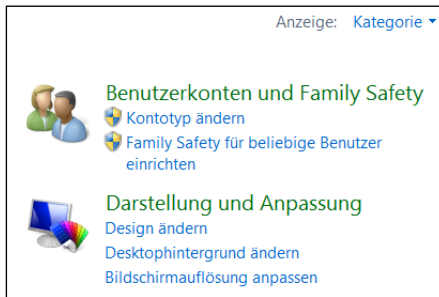 Anzeige: Kategorie
Benutzerkonten und Family Safety
Kontotyp ändern
Family Safety für beliebige Benutzer
einrichten
Darstellung und Anpassung
Design ändern
Desktophintergrund ändern
Bildschirmauflösung anpassen